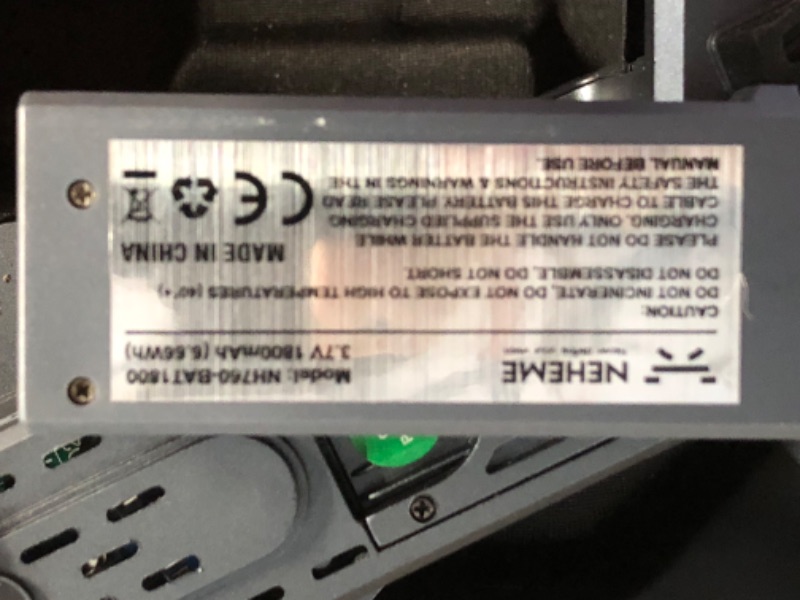 NEHEME
Model: NH760-BAT1800
3.7V 1800mAh (6.66Wh)
CAUTION:
DO NOT INCINERATE, DO NOT EXPOSE TO HIGH TEMPERATURES (40°+)
DO NOT DISASSEMBLE, DO NOT SHORT.
PLEASE DO NOT HANDLE THE BATTER WHILE
CHARGING. ONLY USE THE SUPPLIED CHARGING
CABLE TO CHARGE THIS BATTERY. PLEASE READ
THE SAFETY INSTRUCTIONS & WARNINGS IN THE
MANUAL BEFORE USE.
MADE IN CHINA
CE